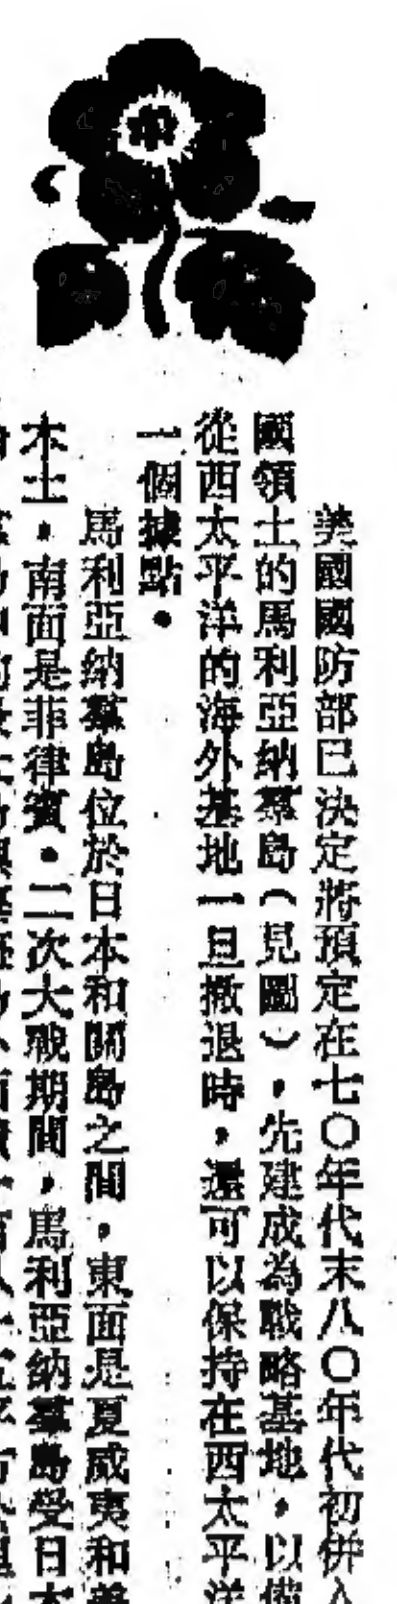 美國國防部已決定將預定在七〇年代末八〇年代初併入
國領土的馬利亞納羣島(見圖),先建成為戰略基地,以備
從西太平洋的海外基地一旦撤退時,還可以保持在西太平洋
一個據點。
馬利亞納羣島位於日本和關島之間,東面是夏威夷和美
本土,南面是菲律賓。二次大戰期間,馬利亞納羣島受日本